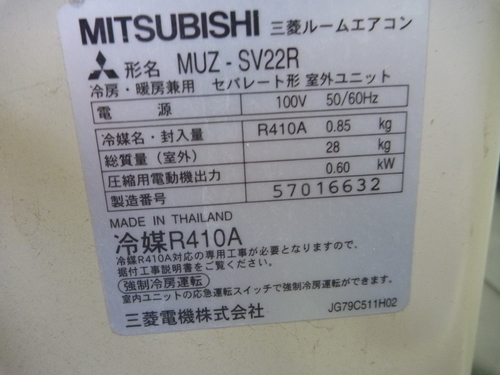 MITSUBISHI 三菱ルームエアコン
形名 MUZ-SV22R
冷房・暖房兼用 セパレート形 室外ユニット
電源 100V 50/60Hz
冷媒名・封入量 R410A 0.85 kg
総質量（室外） 28 kg
圧縮用電動機出力 0.60 kW
製造番号 57016632
MADE IN THAILAND
冷媒R410A
冷媒R410A対応の専用工事が必要となりますので、
据付工事説明書をご覧ください。
強制冷房運転
室内ユニットの応急運転スイッチで強制冷房運転ができます。
三菱電機株式会社 JG79C511H02